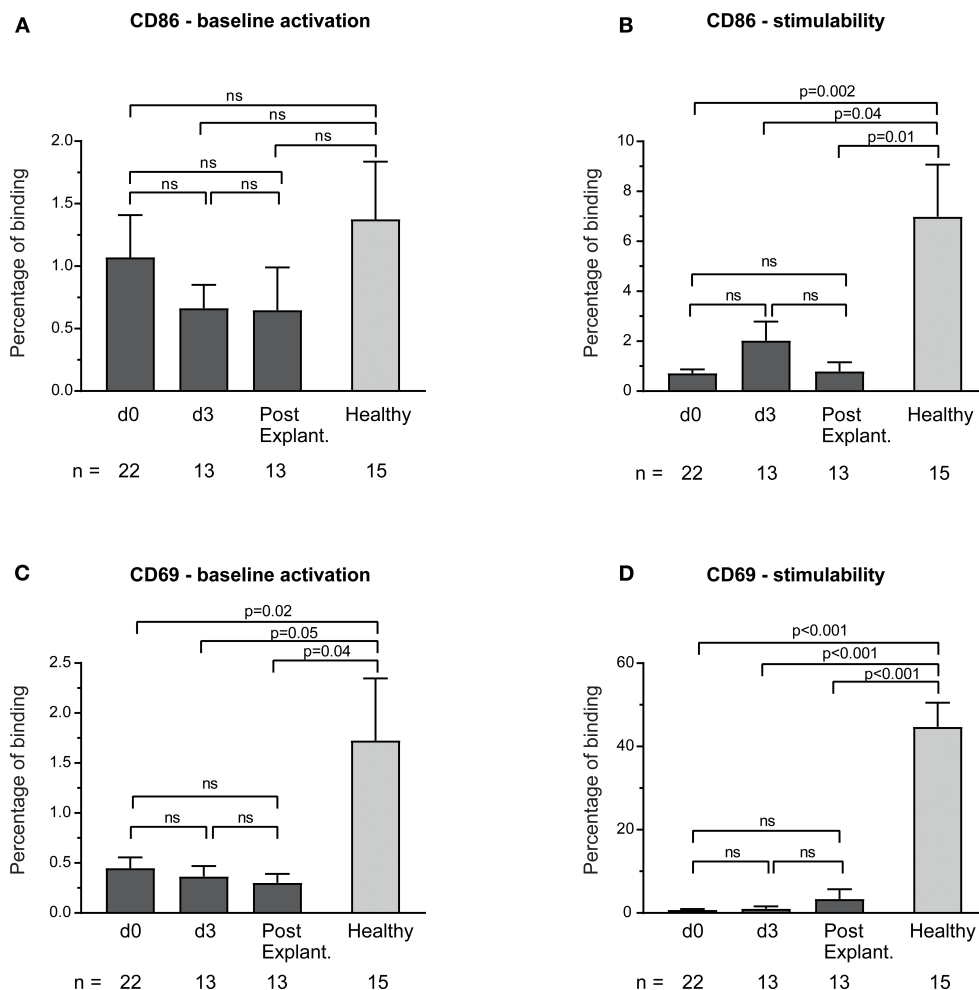 A
CD86 - baseline activation
ns
ns
ns
ns
ns
ns
Percentage of binding
2.0
1.5
1.0
0.5
0.0
d0 d3 Post Explant. Healthy
n = 22 13 13 15
B
CD86 - stimulability
p=0.002
p=0.04
p=0.01
ns
ns
ns
Percentage of binding
10
8
6
4
2
0
d0 d3 Post Explant. Healthy
n = 22 13 13 15
C
CD69 - baseline activation
p=0.02
p=0.05
p=0.04
ns
ns
ns
Percentage of binding
2.5
2.0
1.5
1.0
0.5
0.0
d0 d3 Post Explant. Healthy
n = 22 13 13 15
D
CD69 - stimulability
p<0.001
p<0.001
p<0.001
ns
ns
ns
Percentage of binding
60
40
20
0
d0 d3 Post Explant. Healthy
n = 22 13 13 15